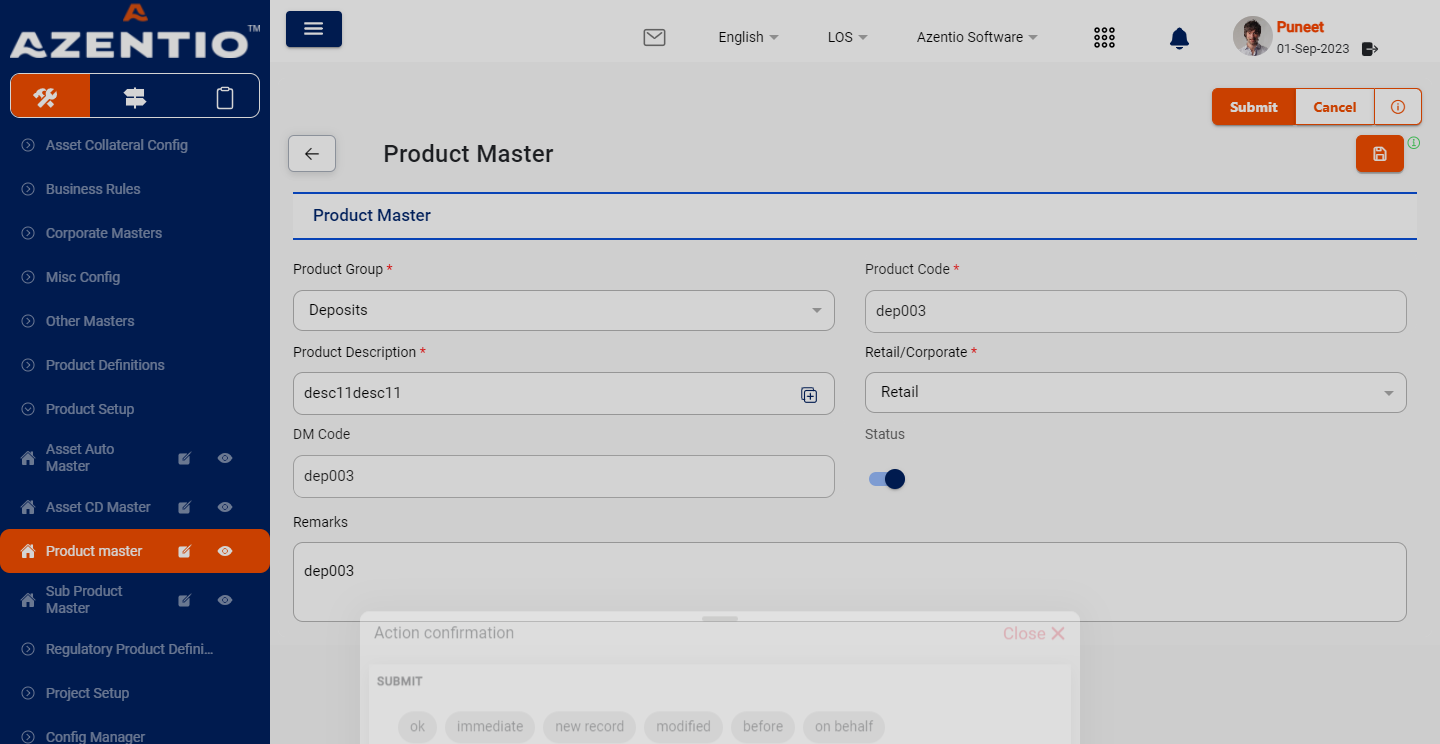 AZENTIO™
English
LOS
Azentio Software
Puneet
01-Sep-2023
Submit
Cancel
Product Master
Asset Collateral Config
Business Rules
Corporate Masters
Misc Config
Other Masters
Product Definitions
Product Setup
Asset Auto
Master
Asset CD Master
Product master
Sub Product
Master
Regulatory Product Defini...
Project Setup
Config Manager
Product Master
Product Group *
Deposits
Product Code *
dep003
Product Description *
desc11desc11
Retail/Corporate *
Retail
DM Code
dep003
Status
Remarks
dep003
Action confirmation
Close
SUBMIT
ok
immediate
new record
modified
before
on behalf